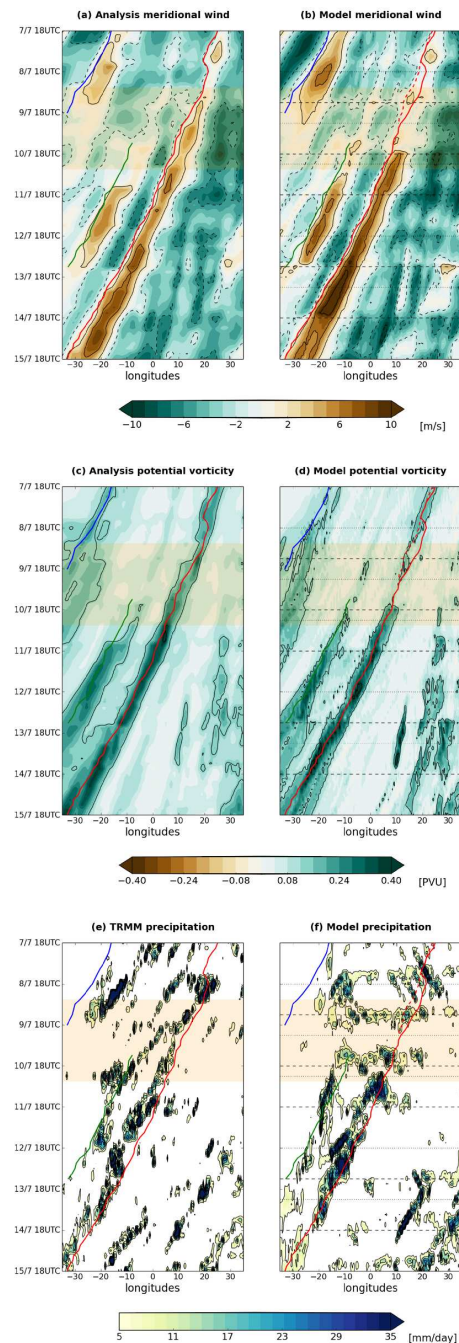 (a) Analysis meridional wind (b) Model meridional wind
7/7 18UTC
8/7 18UTC
9/7 18UTC
10/7 18UTC
11/7 18UTC
12/7 18UTC
13/7 18UTC
14/7 18UTC
15/7 18UTC
−30 −20 −10 0 10 20 30 −30 −20 −10 0 10 20 30
longitudes longitudes
−10 −6 −2 2 6 10 [m/s]
(c) Analysis potential vorticity (d) Model potential vorticity
7/7 18UTC
8/7 18UTC
9/7 18UTC
10/7 18UTC
11/7 18UTC
12/7 18UTC
13/7 18UTC
14/7 18UTC
15/7 18UTC
−30 −20 −10 0 10 20 30 −30 −20 −10 0 10 20 30
longitudes longitudes
−0.40 −0.24 −0.08 0.08 0.24 0.40 [PVU]
(e) TRMM precipitation (f) Model precipitation
7/7 18UTC
8/7 18UTC
9/7 18UTC
10/7 18UTC
11/7 18UTC
12/7 18UTC
13/7 18UTC
14/7 18UTC
15/7 18UTC
−30 −20 −10 0 10 20 30 −30 −20 −10 0 10 20 30
longitudes longitudes
5 11 17 23 29 35 [mm/day]